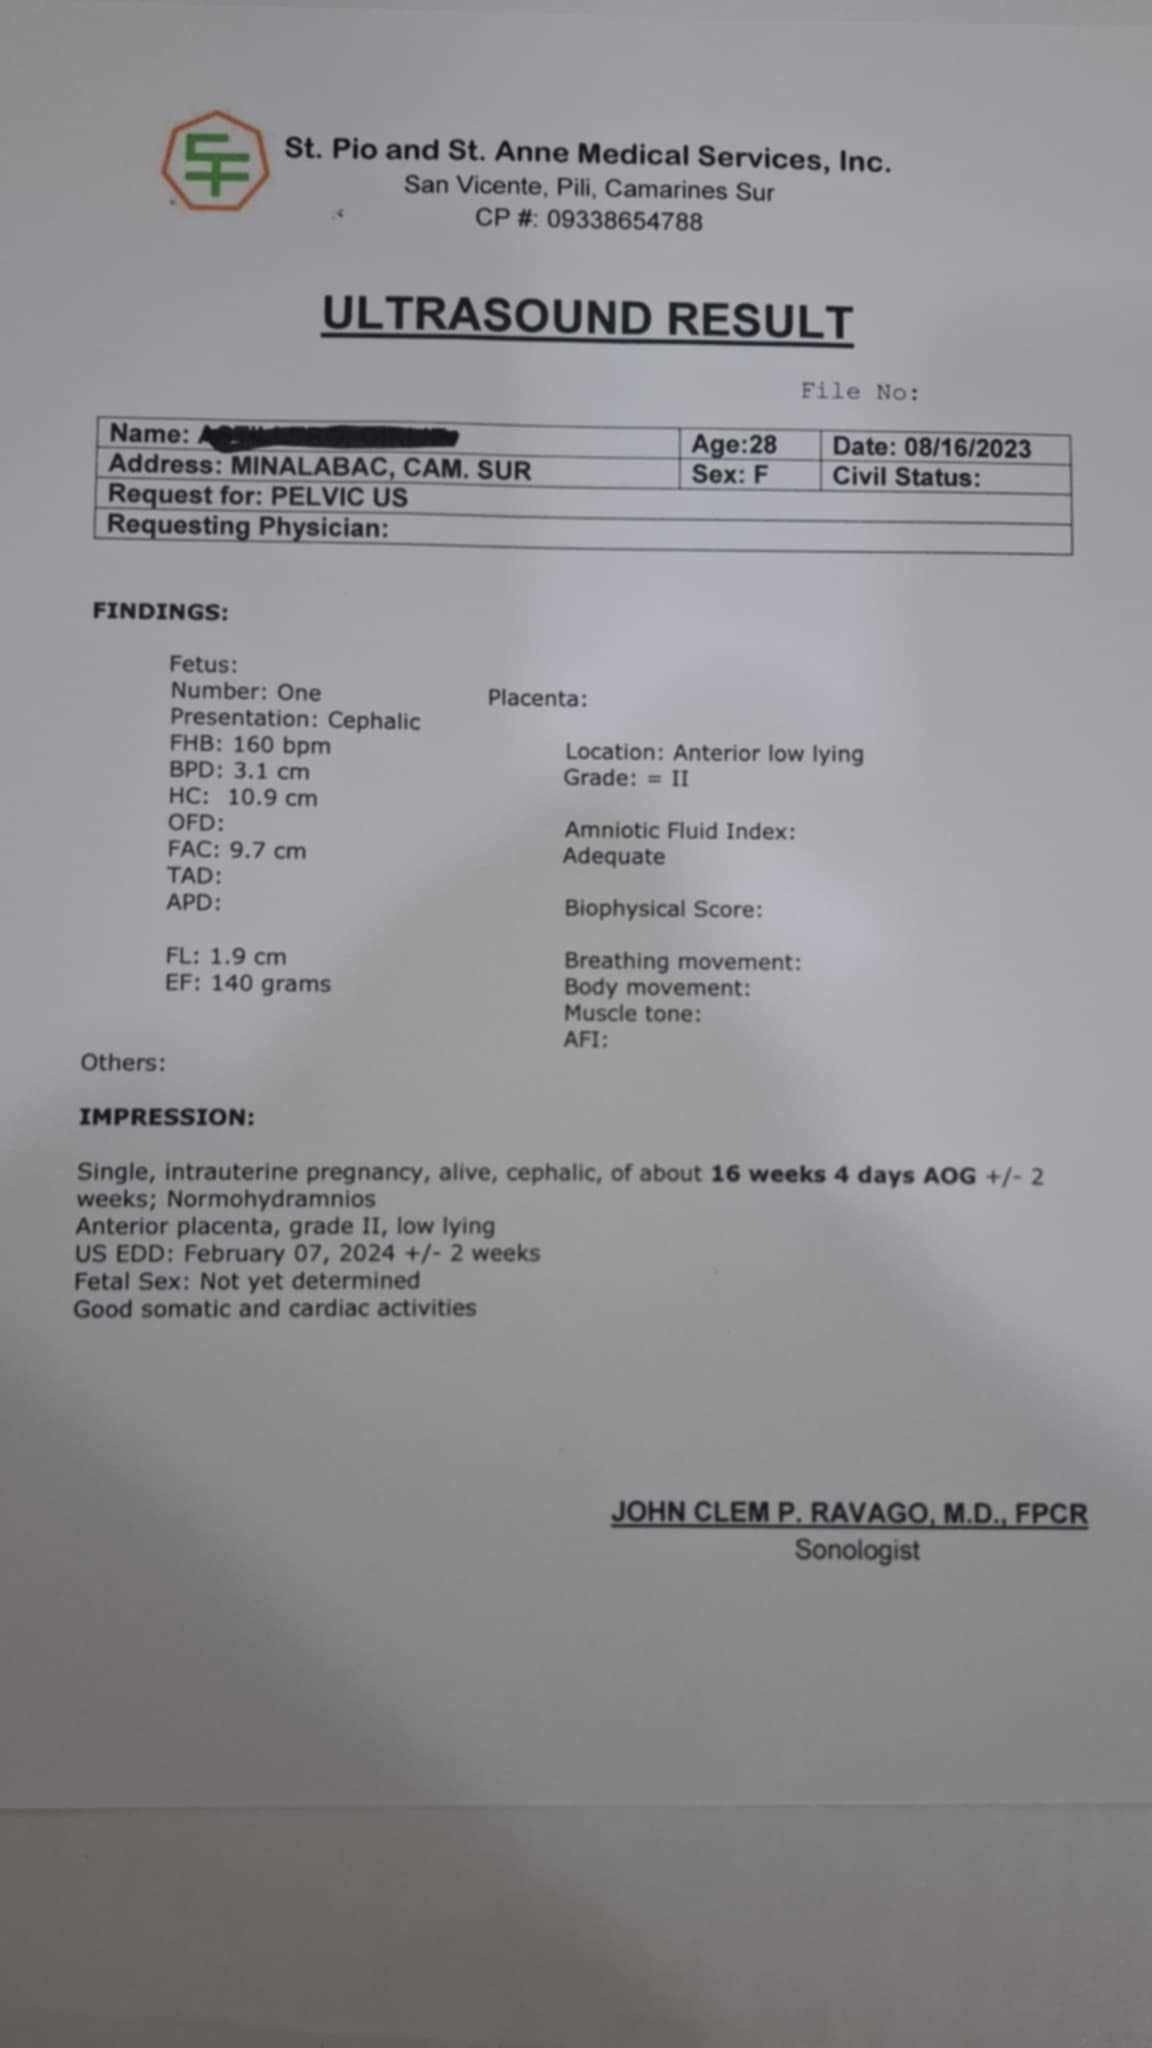 St. Pio and St. Anne Medical Services, Inc.
San Vicente, Pili, Camarines Sur
CP #: 09338654788
ULTRASOUND RESULT
File No:
Name:
Age:28
Date: 08/16/2023
Address: MINALABAC, CAM. SUR
Sex: F
Civil Status:
Request for: PELVIC US
Requesting Physician:
FINDINGS:
Fetus:
Number: One
Presentation: Cephalic
FHB: 160 bpm
BPD: 3.1 cm
HC: 10.9 cm
OFD:
FAC: 9.7 cm
TAD:
APD:
FL: 1.9 cm
EF: 140 grams
Placenta:
Location: Anterior low lying
Grade: = II
Amniotic Fluid Index:
Adequate
Biophysical Score:
Breathing movement:
Body movement:
Muscle tone:
AFI:
Others:
IMPRESSION:
Single, intrauterine pregnancy, alive, cephalic, of about 16 weeks 4 days AOG +/- 2
weeks; Normohydramnios
Anterior placenta, grade II, low lying
US EDD: February 07, 2024 +/- 2 weeks
Fetal Sex: Not yet determined
Good somatic and cardiac activities
JOHN CLEM P. RAVAGO, M.D., FPCR
Sonologist